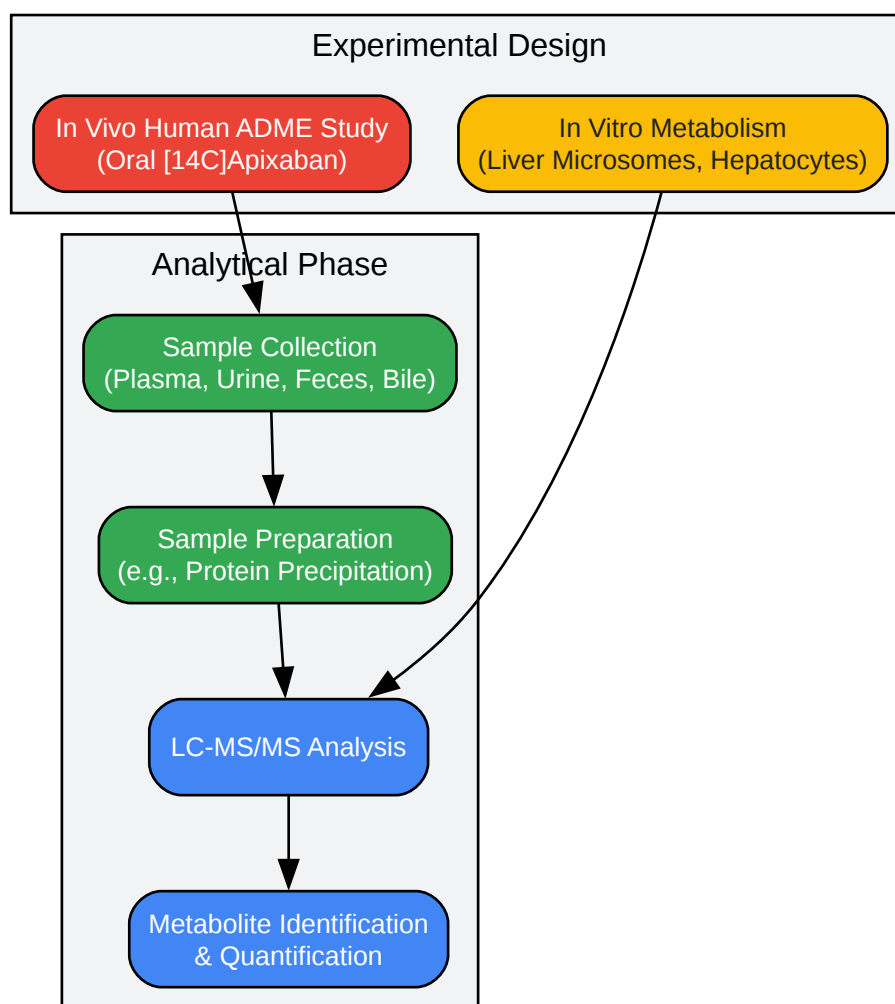 Experimental Design
In Vivo Human ADME Study
(Oral [14C]Apixaban)
In Vitro Metabolism
(Liver Microsomes, Hepatocytes)
Analytical Phase
Sample Collection
(Plasma, Urine, Feces, Bile)
Sample Preparation
(e.g., Protein Precipitation)
LC-MS/MS Analysis
Metabolite Identification
& Quantification